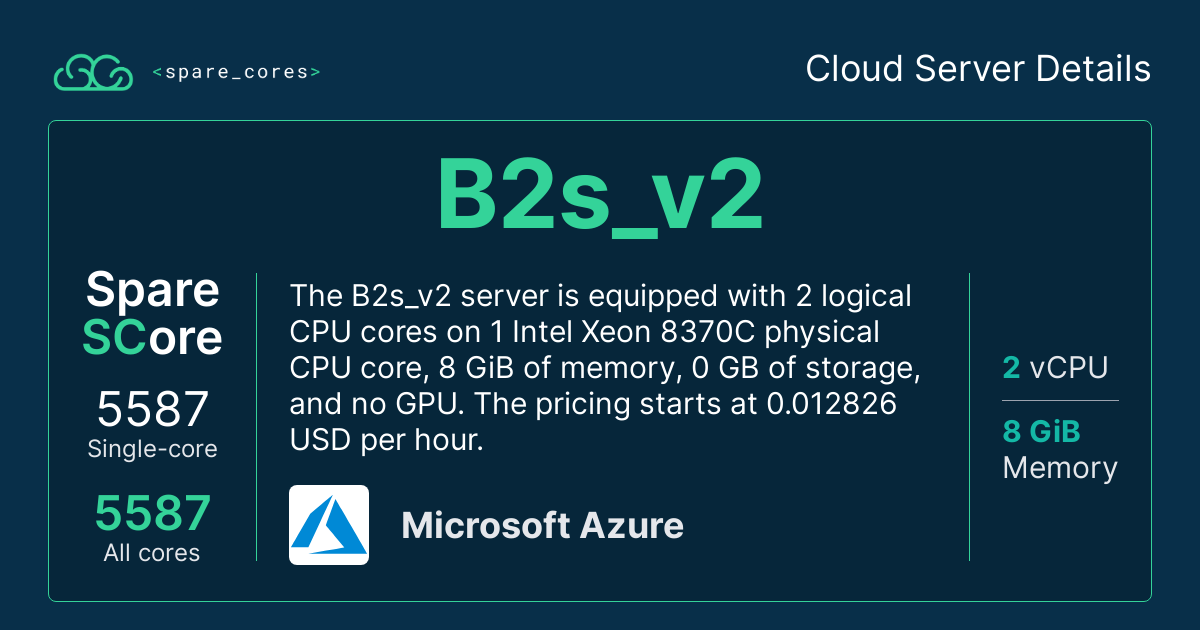 <spare_cores>
Cloud Server Details
B2s_v2
Spare
SCore
5587
Single-core
5587
All cores
The B2s_v2 server is equipped with 2 logical
CPU cores on 1 Intel Xeon 8370C physical
CPU core, 8 GiB of memory, 0 GB of storage,
and no GPU. The pricing starts at 0.012826
USD per hour.
Microsoft Azure
2 vCPU
8 GiB
Memory